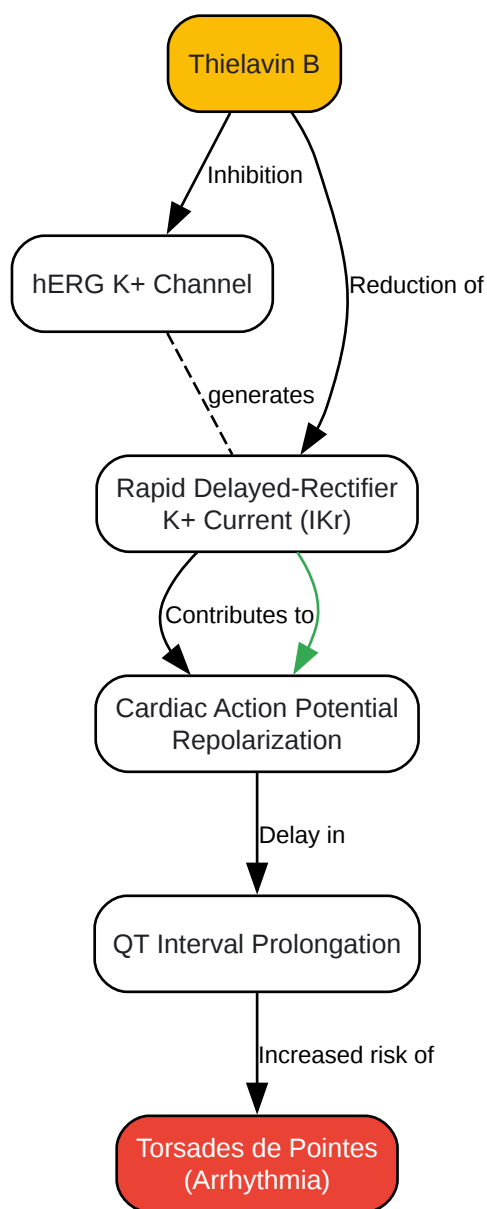 Thielavin B
Inhibition
hERG K+ Channel
Reduction of
generates
Rapid Delayed-Rectifier
K+ Current (IKr)
Contributes to
Cardiac Action Potential
Repolarization
Delay in
QT Interval Prolongation
Increased risk of
Torsades de Pointes
(Arrhythmia)